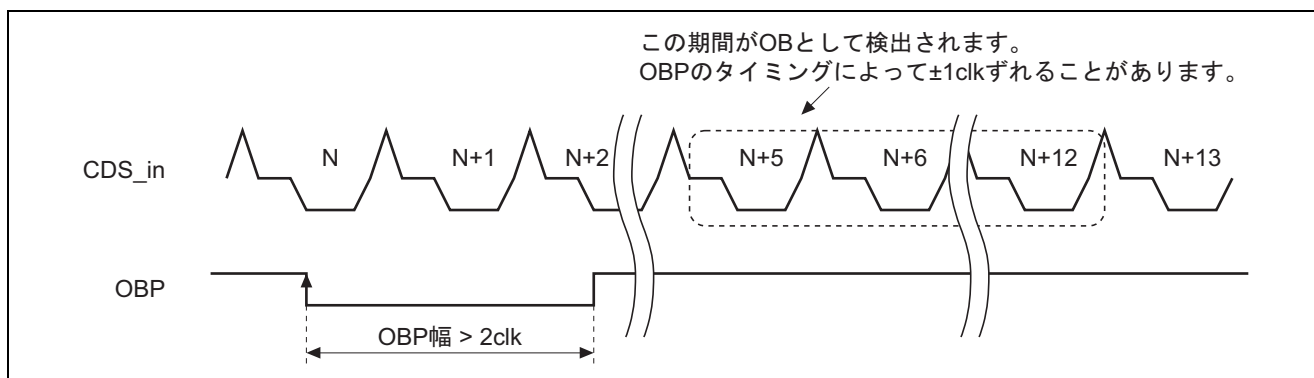 この期間がOBとして検出されます。
OBPのタイミングによって±1clkずれることがあります。
CDS_in
N
N+1
N+2
N+5
N+6
N+12
N+13
OBP
OBP幅 > 2clk